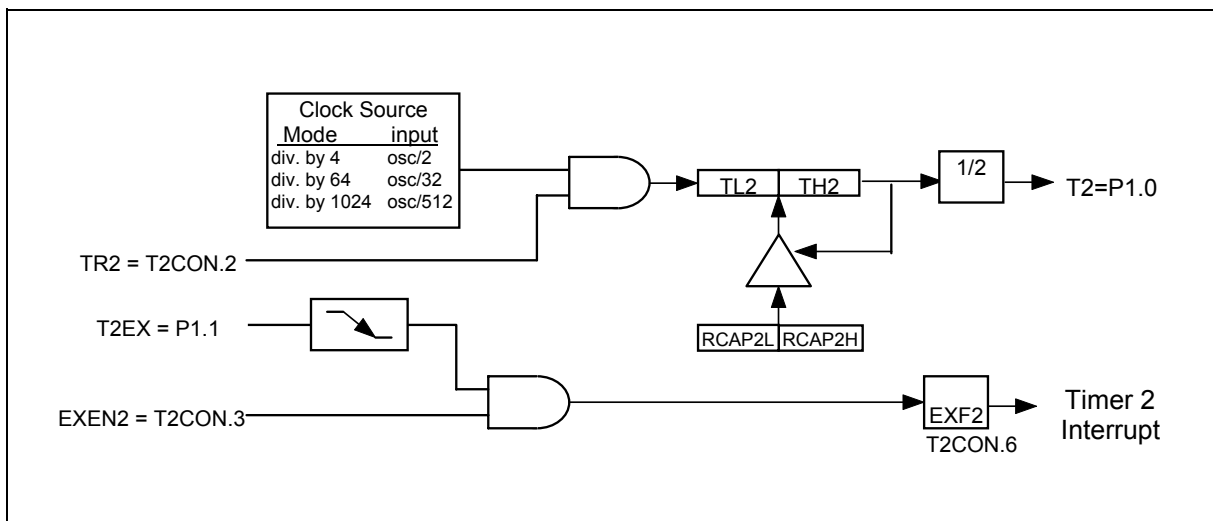 Clock Source
Mode input
div. by 4 osc/2
div. by 64 osc/32
div. by 1024 osc/512
TL2 TH2
1/2
T2=P1.0
TR2 = T2CON.2
T2EX = P1.1
RCAP2L RCAP2H
EXEN2 = T2CON.3
EXF2
T2CON.6
Timer 2
Interrupt